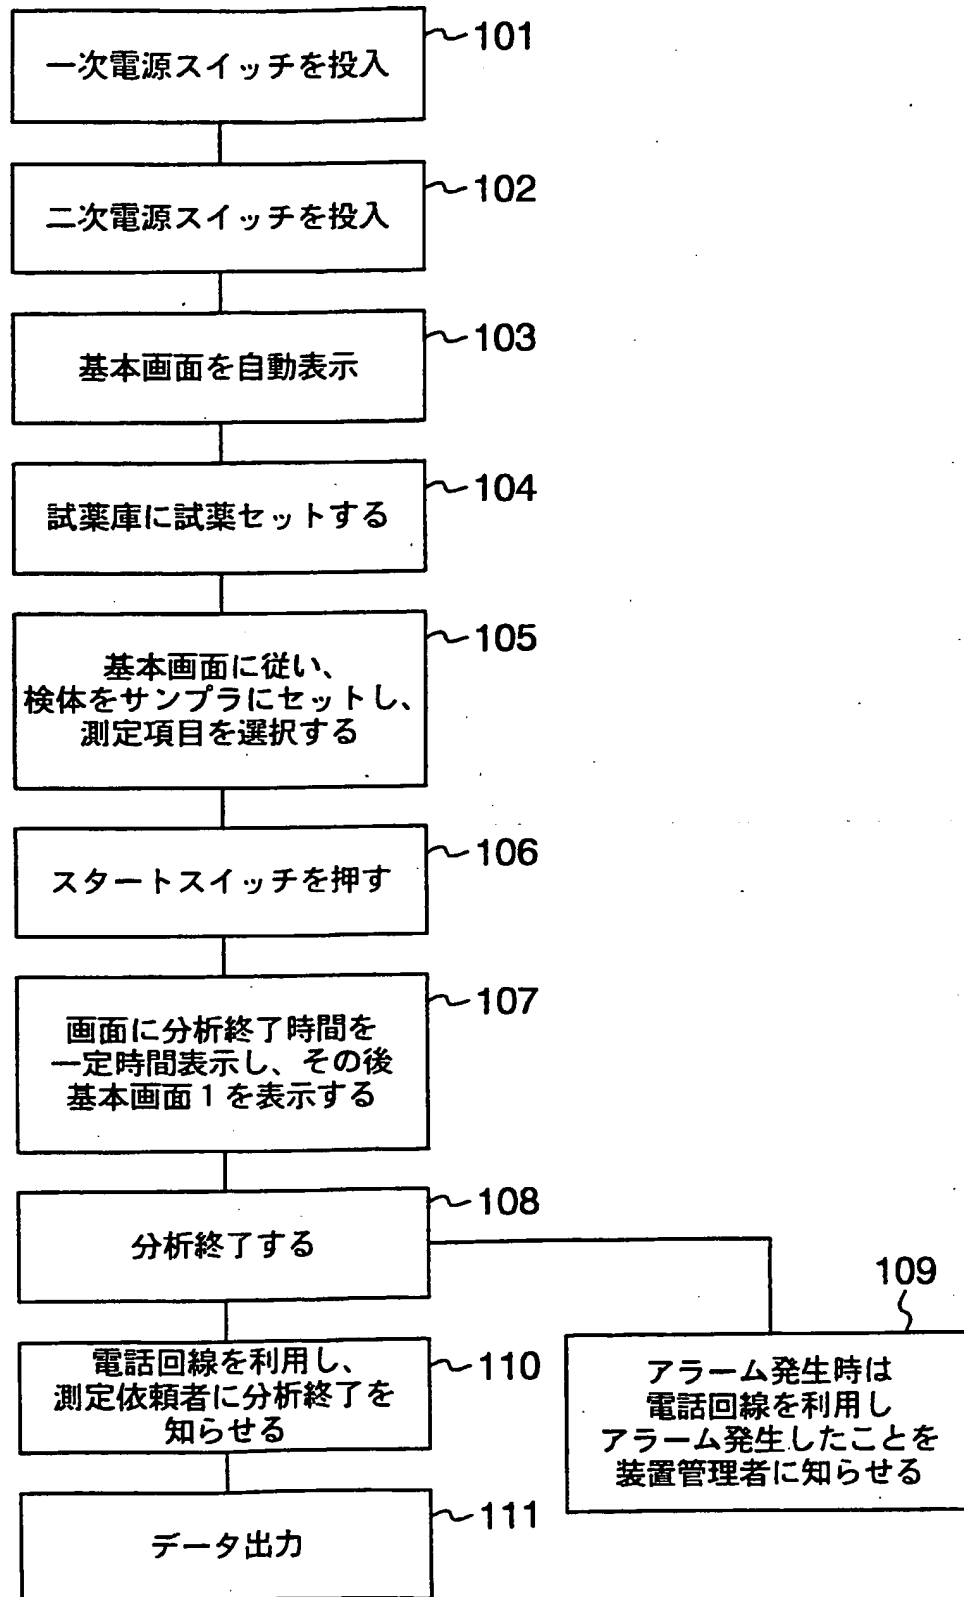 一次電源スイッチを投入
101
二次電源スイッチを投入
102
基本画面を自動表示
103
試薬庫に試薬セットする
104
基本画面に従い、
検体をサンプラにセットし、
測定項目を選択する
105
スタートスイッチを押す
106
画面に分析終了時間を
一定時間表示し、その後
基本画面1を表示する
107
分析終了する
108
109
アラーム発生時は
電話回線を利用し
アラーム発生したことを
装置管理者に知らせる
電話回線を利用し、
測定依頼者に分析終了を
知らせる
110
データ出力
111